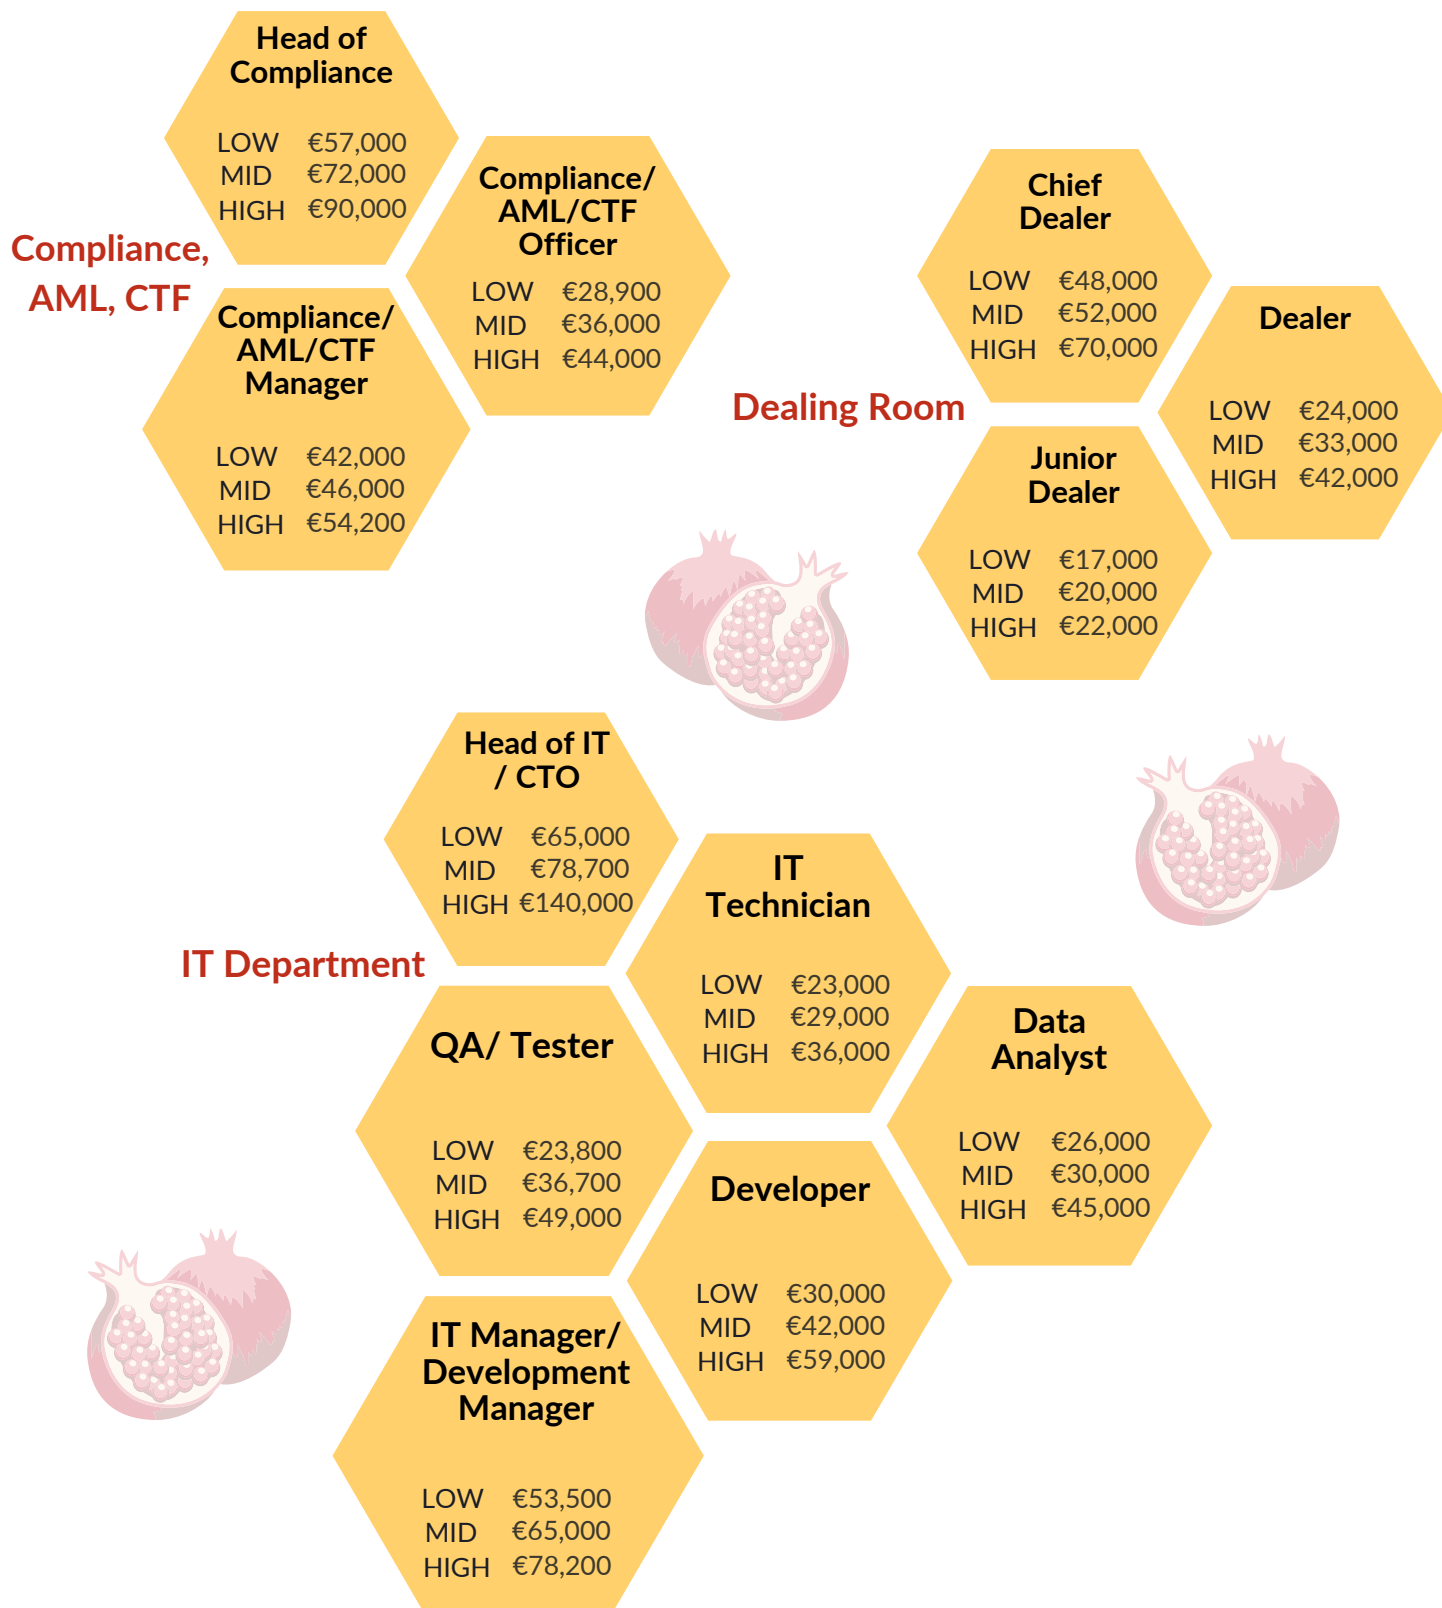 Compliance,
AML, CTF
Head of
Compliance
LOW €57,000
MID €72,000
HIGH €90,000
Compliance/
AML/CTF
Officer
LOW €28,900
MID €36,000
HIGH €44,000
Compliance/
AML/CTF
Manager
LOW €42,000
MID €46,000
HIGH €54,200
Dealing Room
Chief
Dealer
LOW €48,000
MID €52,000
HIGH €70,000
Dealer
LOW €24,000
MID €33,000
HIGH €42,000
Junior
Dealer
LOW €17,000
MID €20,000
HIGH €22,000
IT Department
Head of IT
/ CTO
LOW €65,000
MID €78,700
HIGH €140,000
IT
Technician
LOW €23,000
MID €29,000
HIGH €36,000
QA/ Tester
LOW €23,800
MID €36,700
HIGH €49,000
Data
Analyst
LOW €26,000
MID €30,000
HIGH €45,000
Developer
LOW €30,000
MID €42,000
HIGH €59,000
IT Manager/
Development
Manager
LOW €53,500
MID €65,000
HIGH €78,200